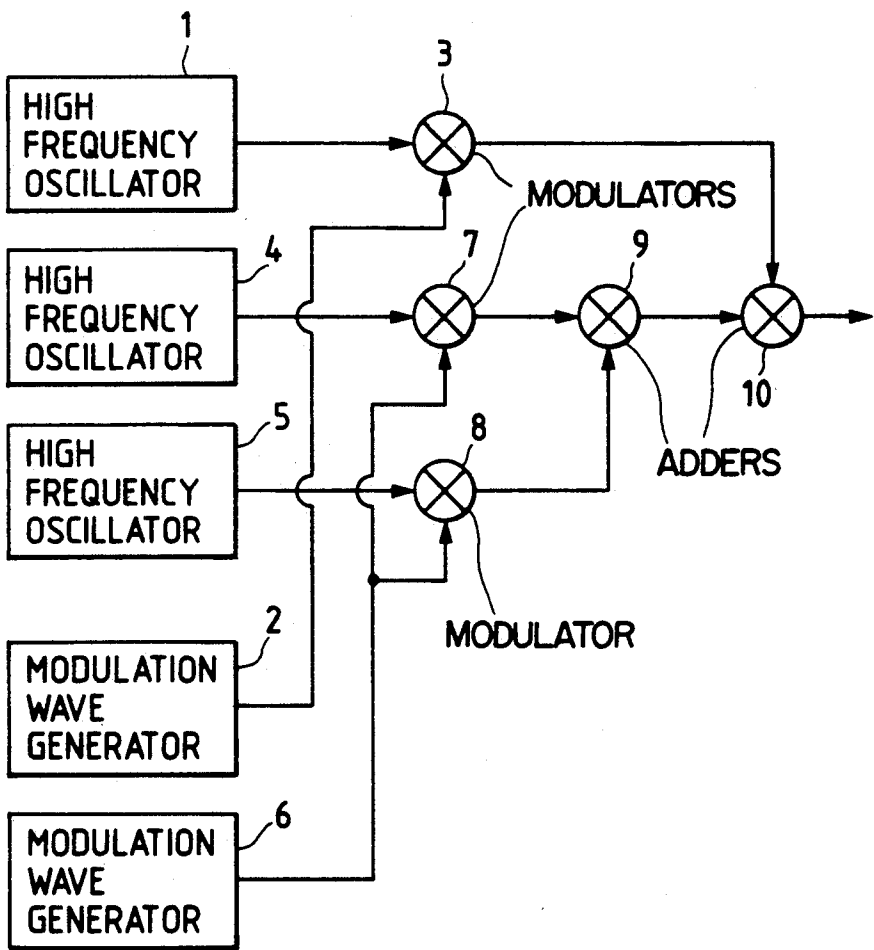 1
HIGH
FREQUENCY
OSCILLATOR
3
MODULATORS
4
HIGH
FREQUENCY
OSCILLATOR
7
9
10
ADDERS
5
HIGH
FREQUENCY
OSCILLATOR
8
MODULATOR
2
MODULATION
WAVE
GENERATOR
6
MODULATION
WAVE
GENERATOR